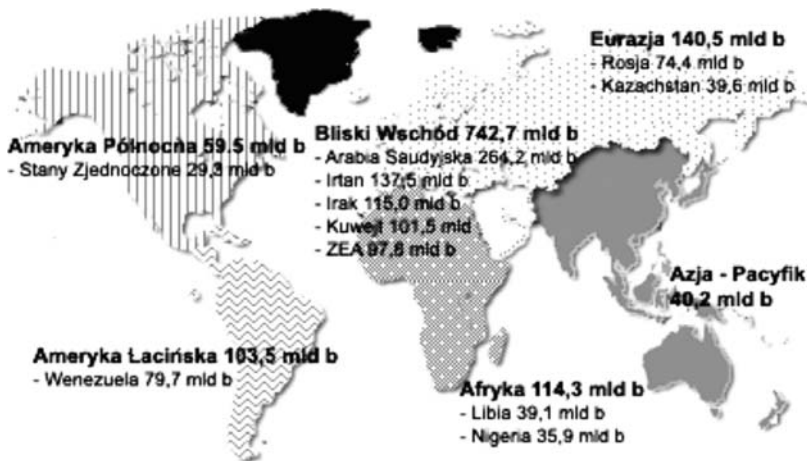 Eurazja 140,5 mld b
- Rosja 74,4 mld b
- Kazachstan 39,6 mld b
Ameryka Północna 59.5 mld b
- Stany Zjednoczone 29,3 mld b
Bliski Wschód 742,7 mld b
- Arabia Saudyjska 264,2 mld b
- Irtan 137,5 mld b
- Irak 115,0 mld b
- Kuwejt 101,5 mld
- ZEA 97,8 mld b
Azja - Pacyfik
40,2 mld b
Ameryka Łacińska 103,5 mld b
- Wenezuela 79,7 mld b
Afryka 114,3 mld b
- Libia 39,1 mld b
- Nigeria 35,9 mld b